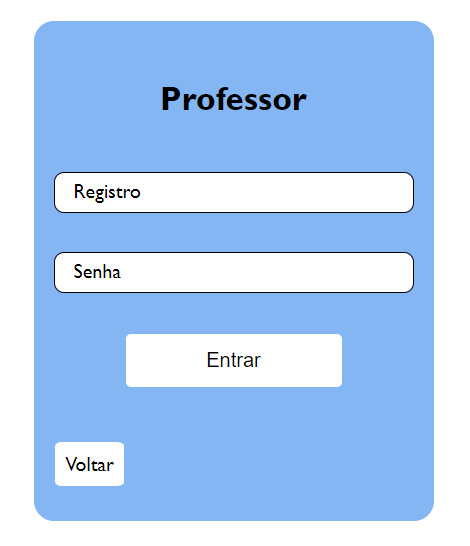 Professor
Registro
Senha
Entrar
Voltar